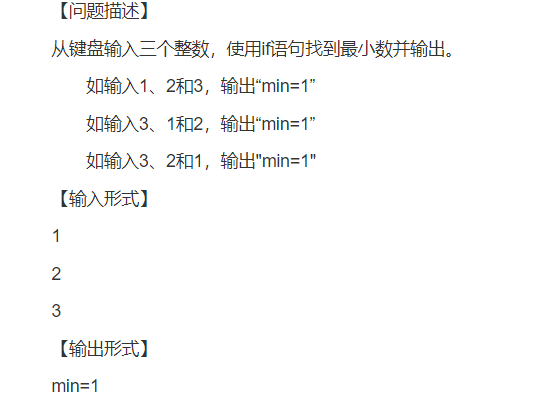 【问题描述】
从键盘输入三个整数，使用if语句找到最小数并输出。
如输入1、2和3，输出“min=1”
如输入3、1和2，输出“min=1”
如输入3、2和1，输出"min=1"
【输入形式】
1
2
3
【输出形式】
min=1